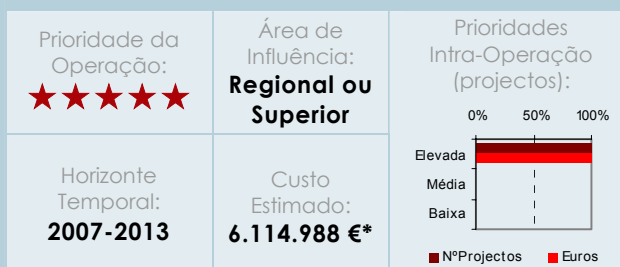 Prioridade da
Operação:
Área de
Influência:
Regional ou
Superior
Prioridades
Intra-Operação
(projectos):
0% 50% 100%
Elevada
Média
Baixa
NºProjectos Euros
Horizonte
Temporal:
2007-2013
Custo
Estimado:
6.114.988 €*